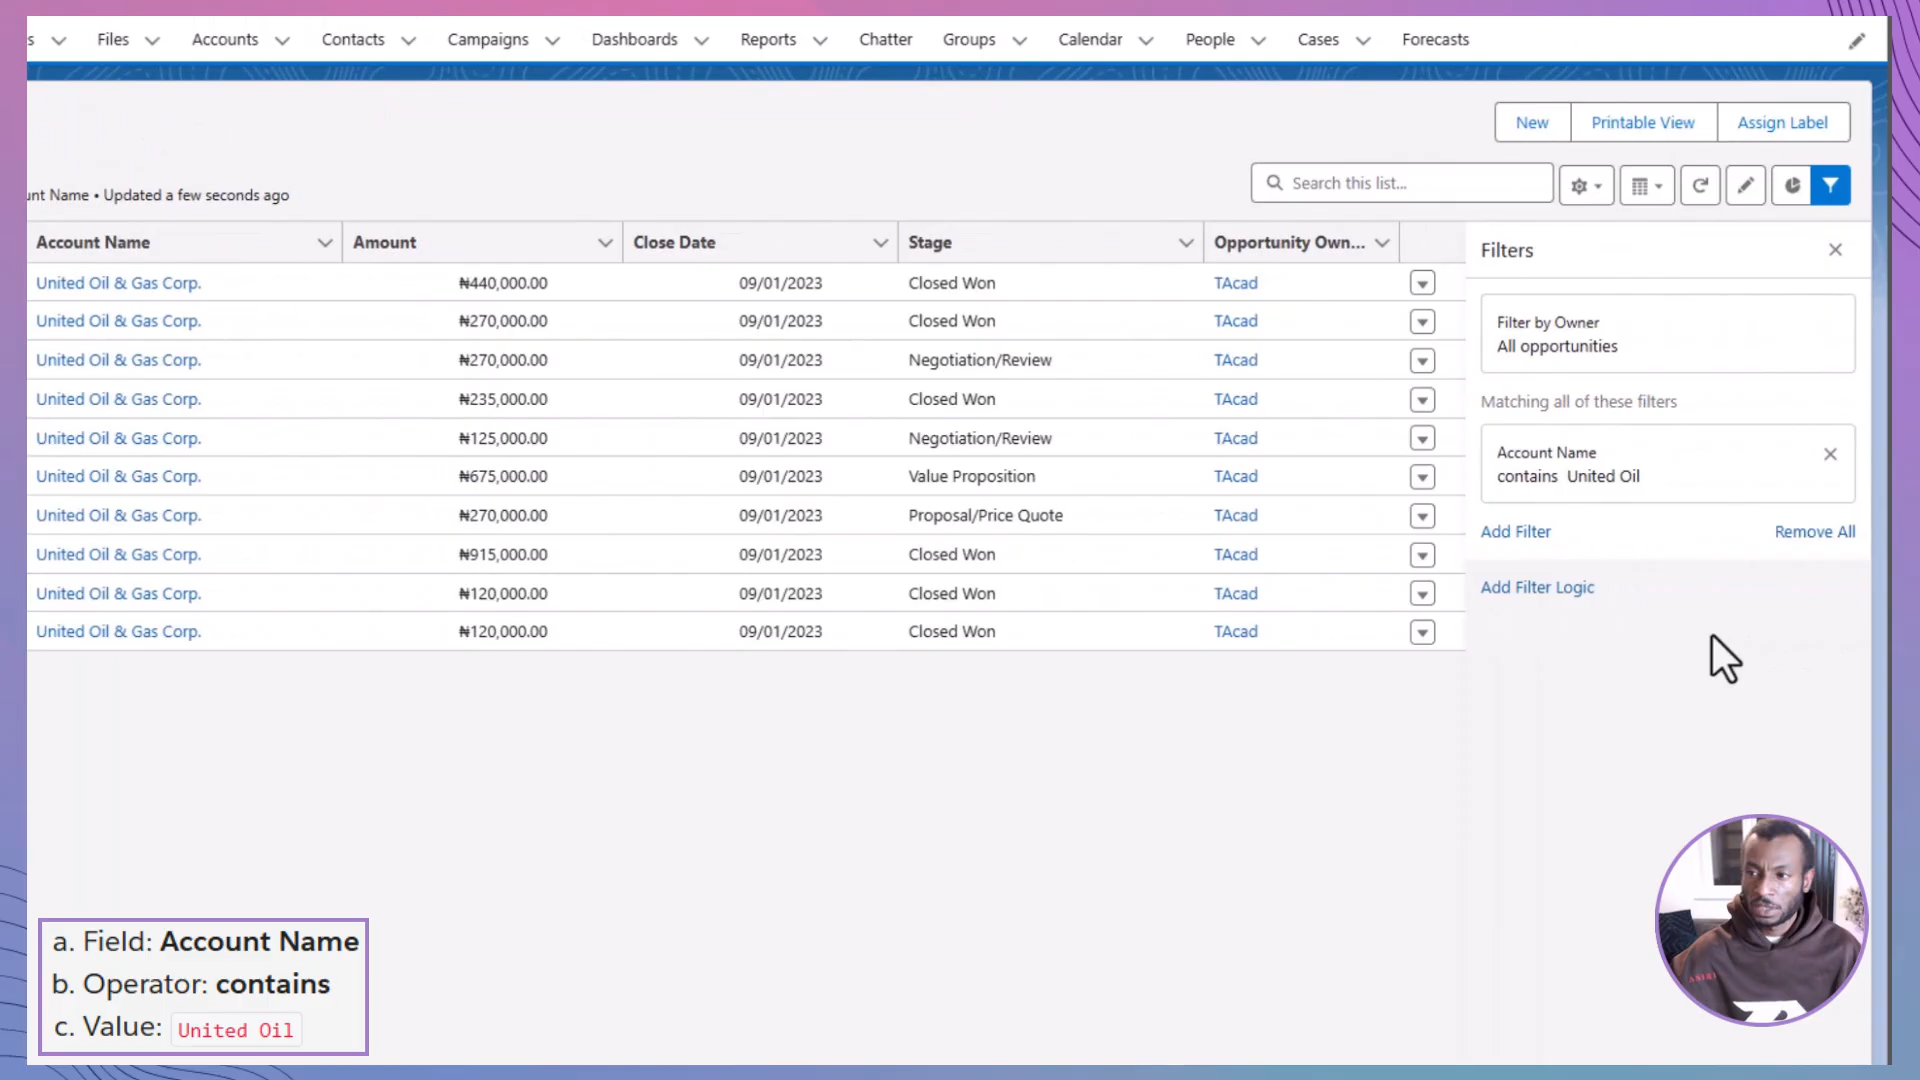 s Files Accounts Contacts Campaigns Dashboards Reports Chatter Groups Calendar People Cases Forecasts
New Printable View Assign Label
unt Name • Updated a few seconds ago
Search this list...
Account Name Amount Close Date Stage Opportunity Own...
United Oil & Gas Corp. ₦440,000.00 09/01/2023 Closed Won TAcad
United Oil & Gas Corp. ₦270,000.00 09/01/2023 Closed Won TAcad
United Oil & Gas Corp. ₦270,000.00 09/01/2023 Negotiation/Review TAcad
United Oil & Gas Corp. ₦235,000.00 09/01/2023 Closed Won TAcad
United Oil & Gas Corp. ₦125,000.00 09/01/2023 Negotiation/Review TAcad
United Oil & Gas Corp. ₦675,000.00 09/01/2023 Value Proposition TAcad
United Oil & Gas Corp. ₦270,000.00 09/01/2023 Proposal/Price Quote TAcad
United Oil & Gas Corp. ₦915,000.00 09/01/2023 Closed Won TAcad
United Oil & Gas Corp. ₦120,000.00 09/01/2023 Closed Won TAcad
United Oil & Gas Corp. ₦120,000.00 09/01/2023 Closed Won TAcad
Filters
Filter by Owner
All opportunities
Matching all of these filters
Account Name
contains United Oil
Add Filter Remove All
Add Filter Logic
a. Field: Account Name
b. Operator: contains
c. Value: United Oil